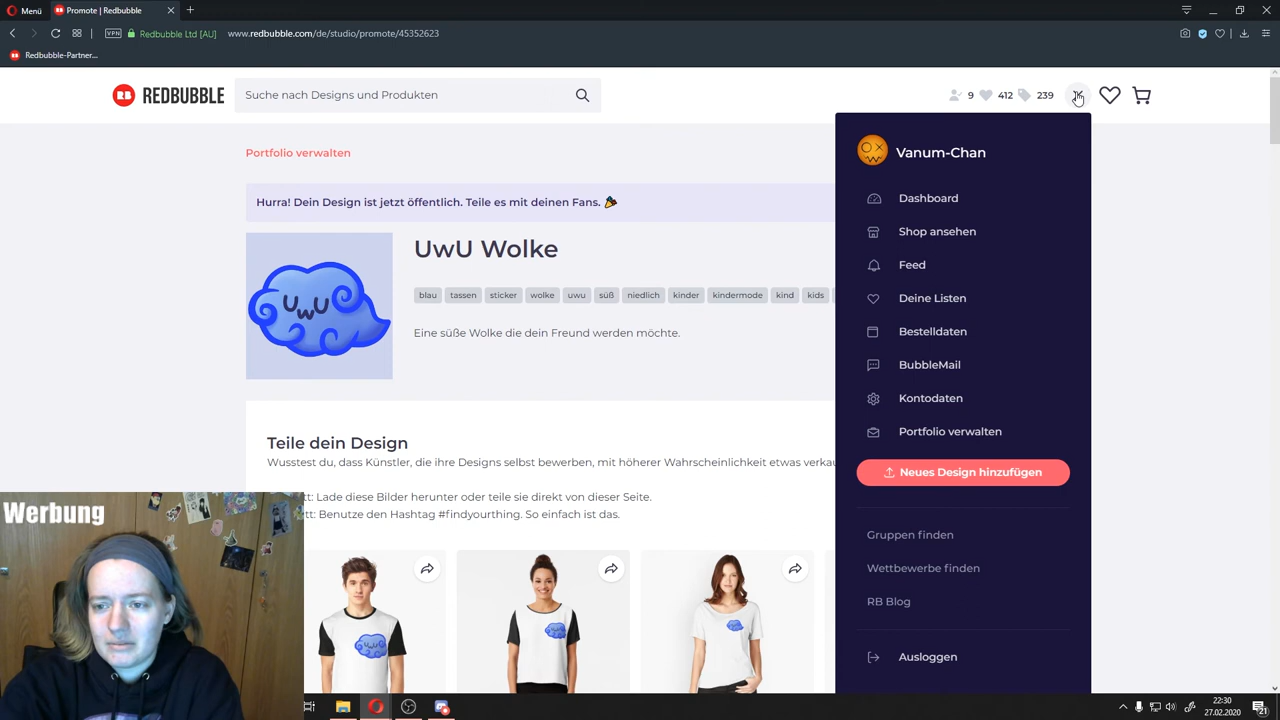 Menü
Promote | Redbubble
VPN
Redbubble Ltd [AU]
www.redbubble.com/de/studio/promote/45352623
Redbubble-Partner...
RB REDBUBBLE
Suche nach Designs und Produkten
9 412 239
Portfolio verwalten
Hurra! Dein Design ist jetzt öffentlich. Teile es mit deinen Fans.
UwU Wolke
blau tassen sticker wolke uwu süß niedlich kinder kindermode kind kids
Eine süße Wolke die dein Freund werden möchte.
Teile dein Design
Wusstest du, dass Künstler, die ihre Designs selbst bewerben, mit höherer Wahrscheinlichkeit etwas verkau
tt: Lade diese Bilder herunter oder teile sie direkt von dieser Seite.
tt: Benutze den Hashtag #findyourthing. So einfach ist das.
Vanum-Chan
Dashboard
Shop ansehen
Feed
Deine Listen
Bestelldaten
BubbleMail
Kontodaten
Portfolio verwalten
Neues Design hinzufügen
Gruppen finden
Wettbewerbe finden
RB Blog
Ausloggen
Werbung
22:30
27.02.2020
21